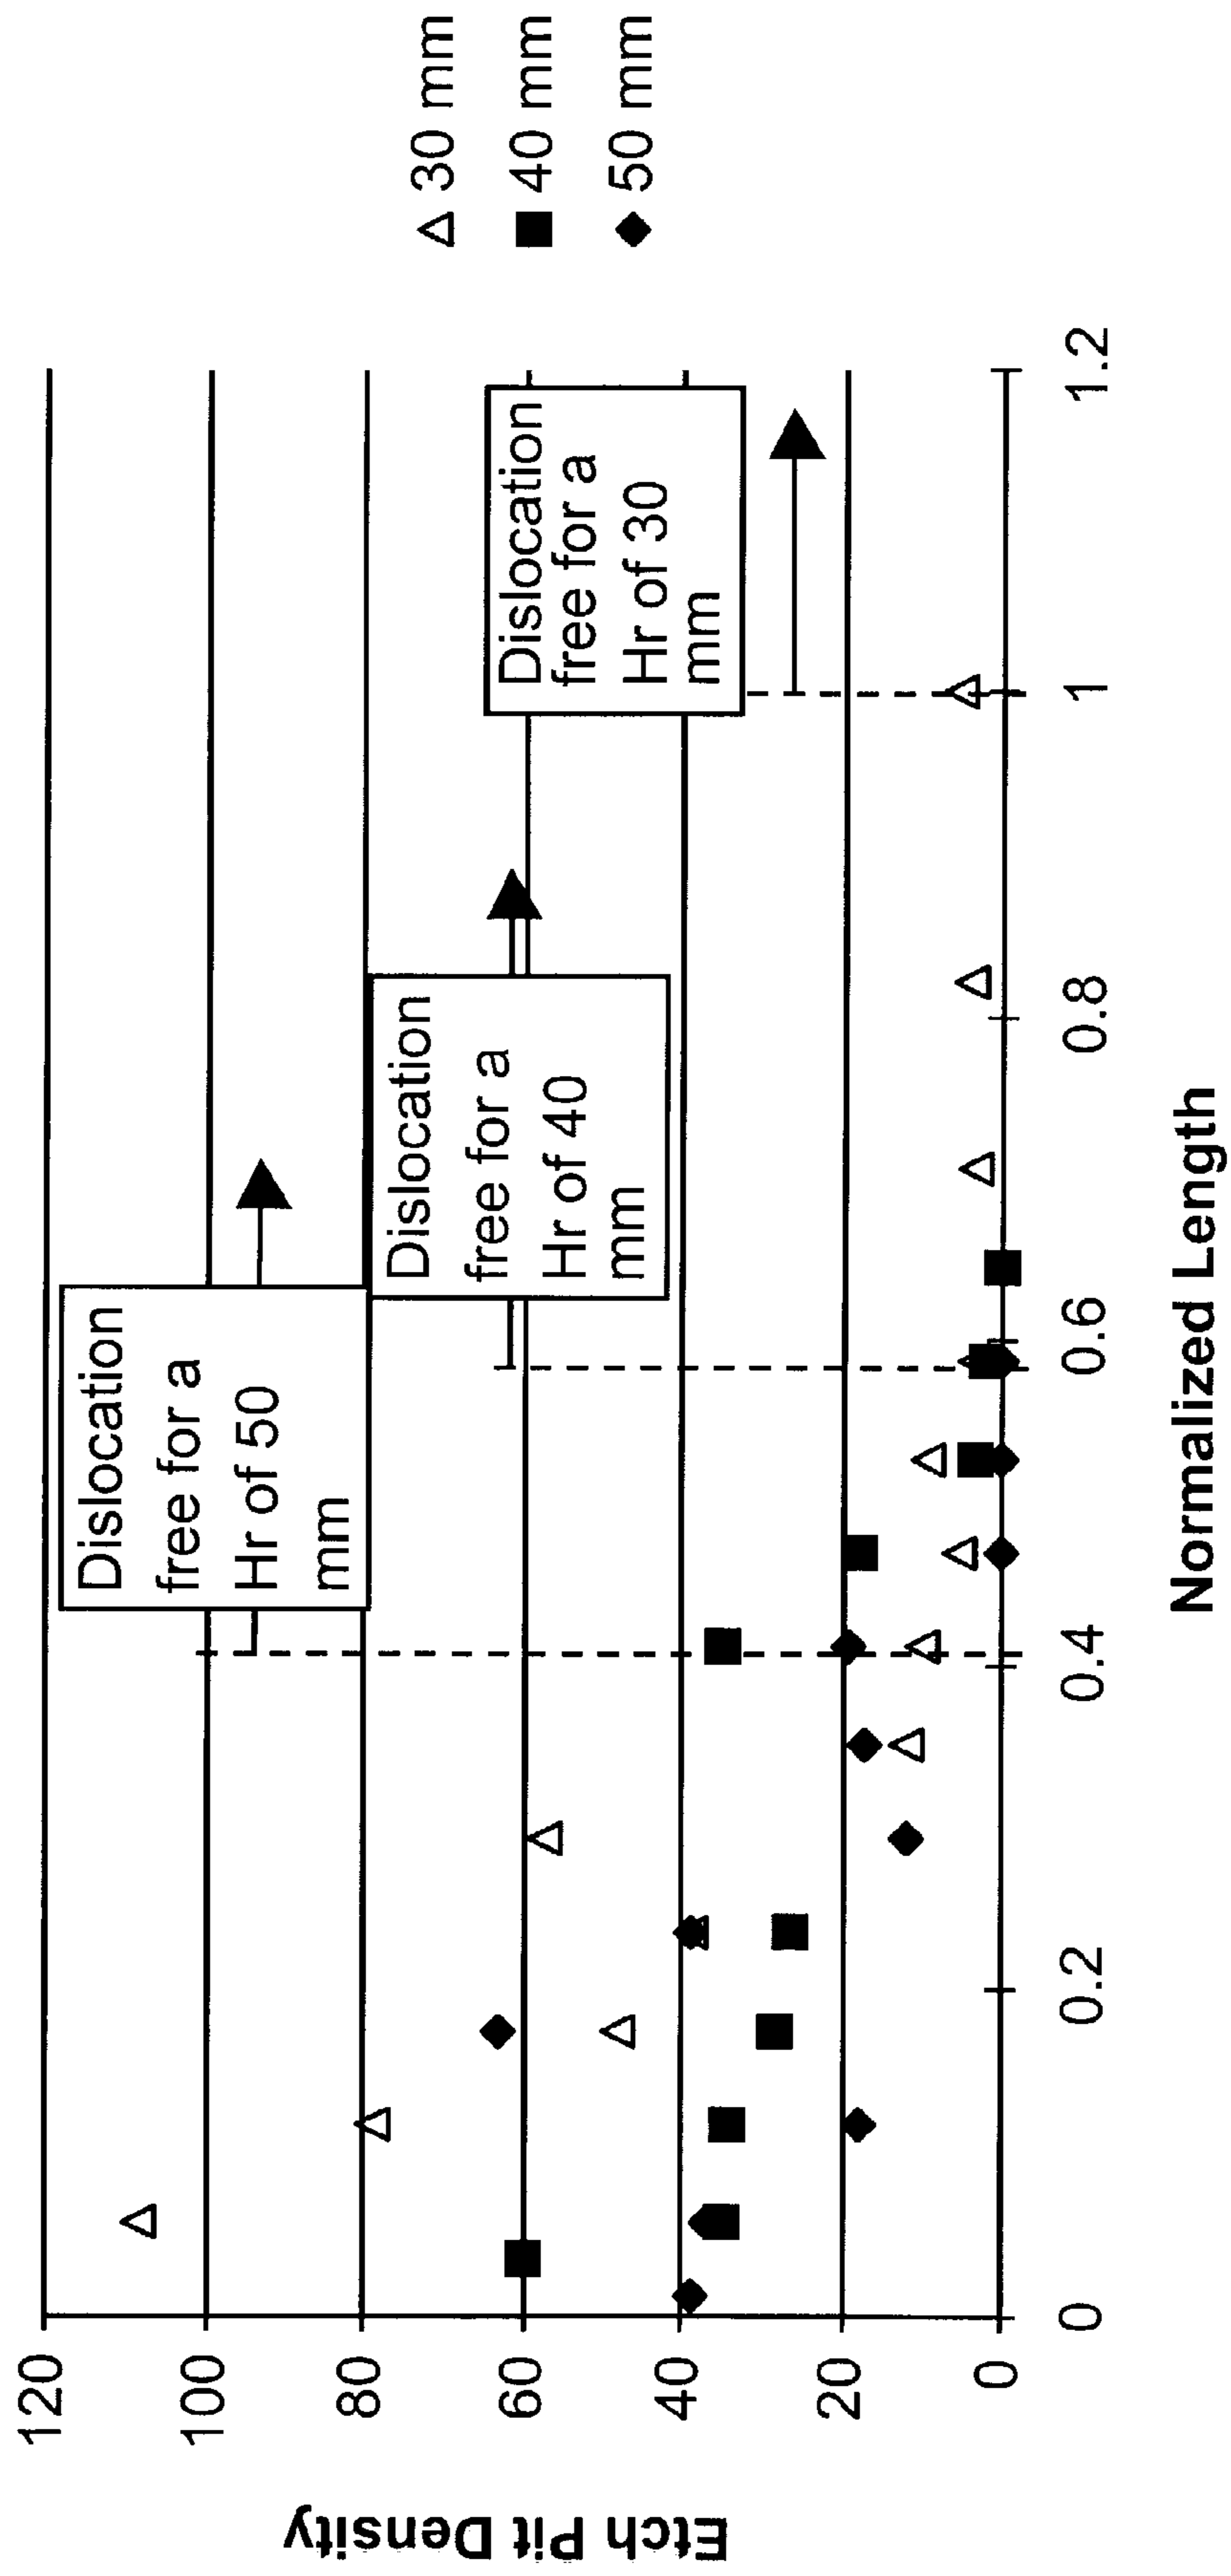 Etch Pit Density
120
100
80
60
40
20
0
Dislocation
free for a
Hr of 50
mm
Dislocation
free for a
Hr of 40
mm
Dislocation
free for a
Hr of 30
mm
0
0.2
0.4
0.6
0.8
1
1.2
Normalized Length
30 mm
40 mm
50 mm